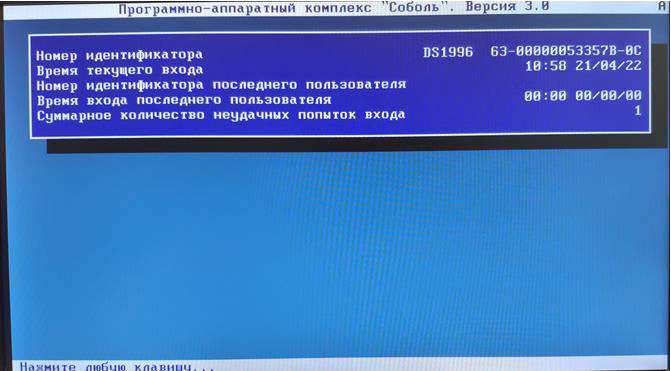 Программно-аппаратный комплекс "Соболь". Версия 3.0 А
Номер идентификатора DS1996 63-00000053357B-0C
Время текущего входа 10:58 21/04/22
Номер идентификатора последнего пользователя
Время входа последнего пользователя 00:00 00/00/00
Суммарное количество неудачных попыток входа 1
Нажмите любую клавишу...